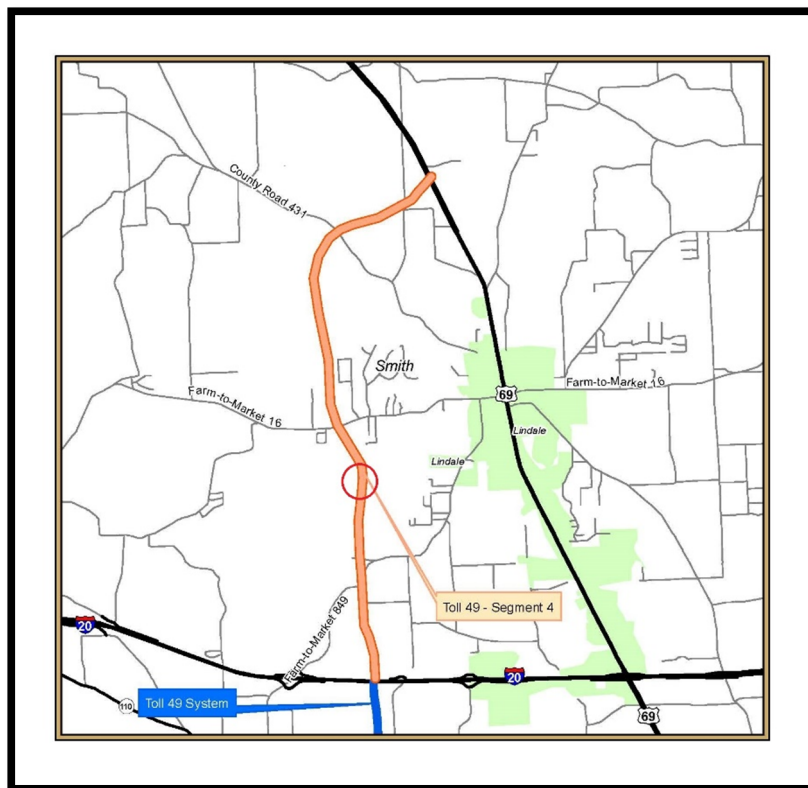 County Road 431
Smith
Farm-to-Market 16
Farm-to-Market 16
69
Lindale
Lindale
Toll 49 - Segment 4
Farm-to-Market 849
20
20
110
Toll 49 System
69